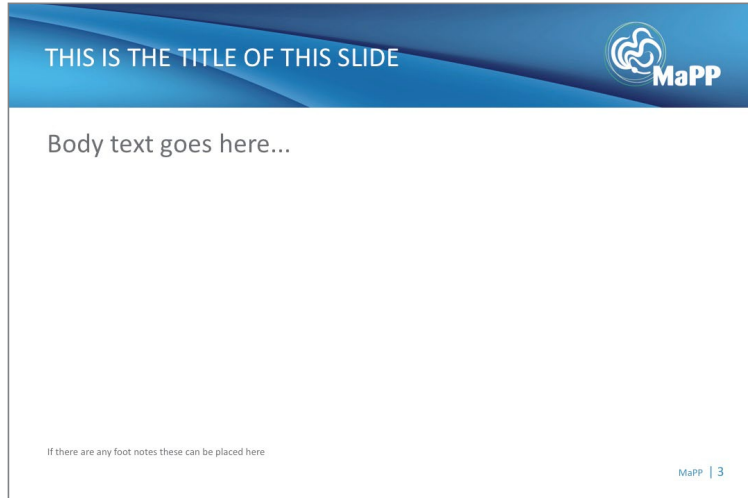 THIS IS THE TITLE OF THIS SLIDE
MaPP
Body text goes here...
If there are any foot notes these can be placed here
MaPP | 3